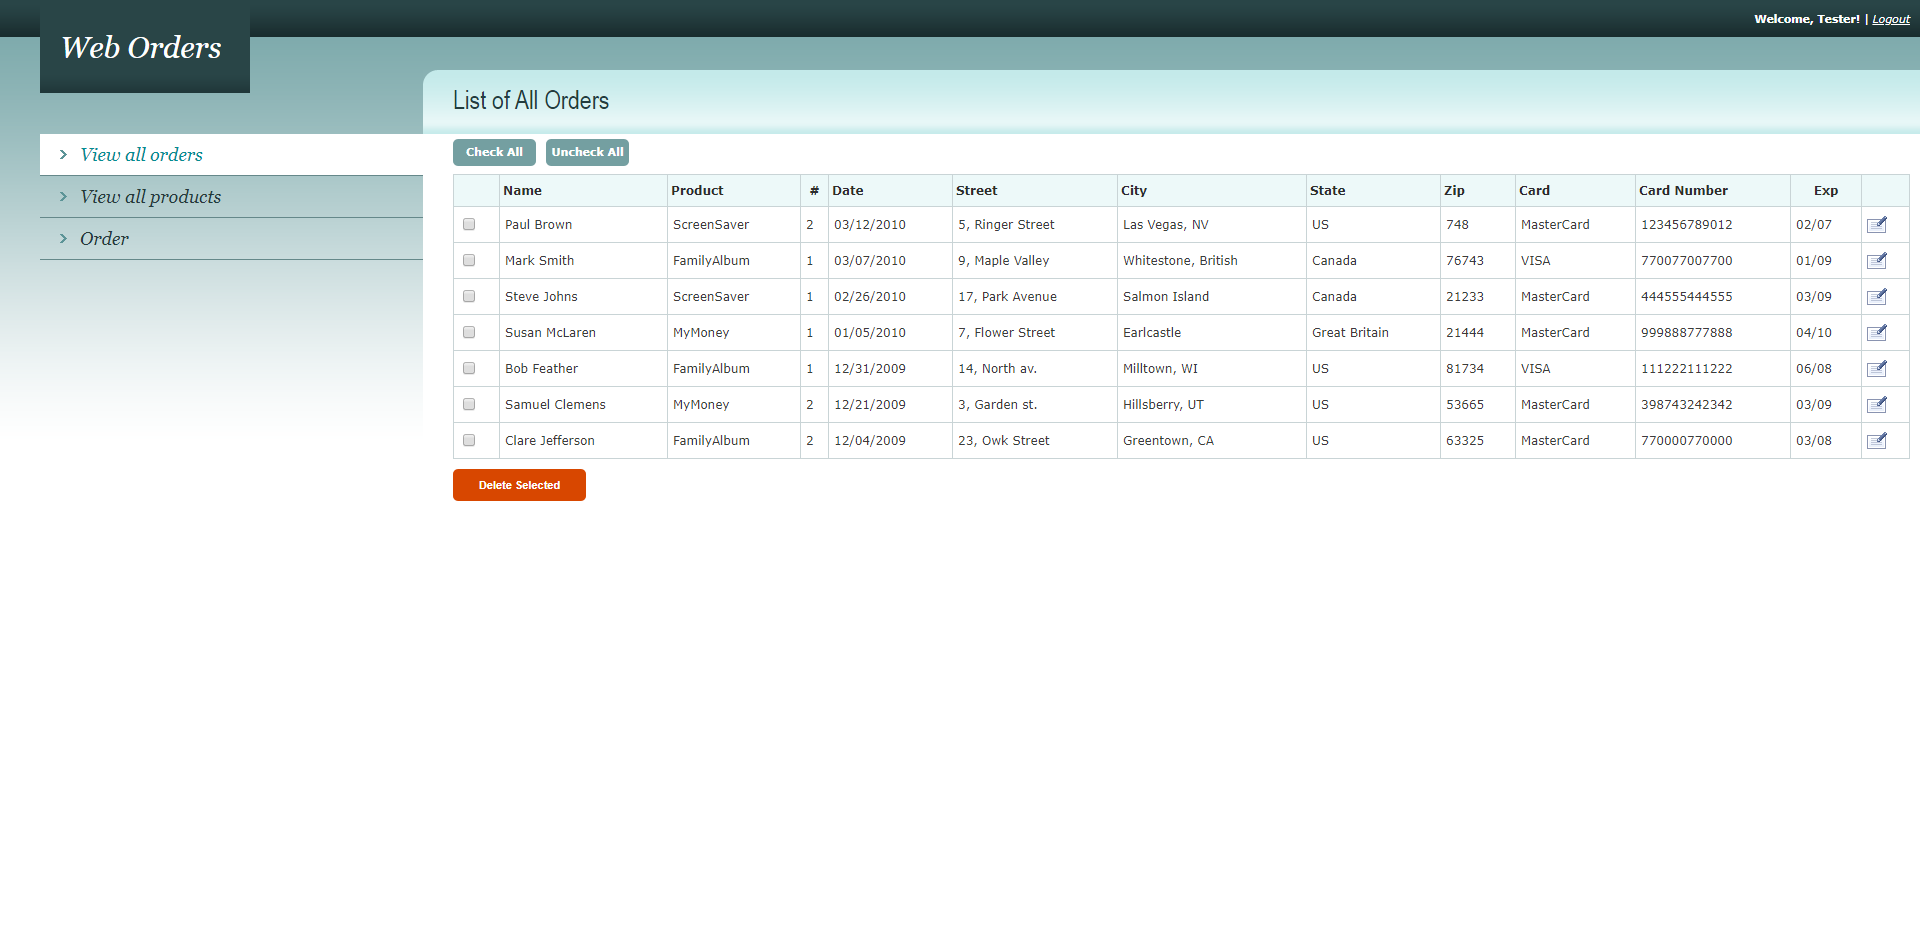 Welcome, Tester! | Logout
Web Orders
List of All Orders
View all orders
View all products
Order
Check All Uncheck All
Name Product # Date Street City State Zip Card Card Number Exp
Paul Brown ScreenSaver 2 03/12/2010 5, Ringer Street Las Vegas, NV US 748 MasterCard 123456789012 02/07
Mark Smith FamilyAlbum 1 03/07/2010 9, Maple Valley Whitestone, British Canada 76743 VISA 770077007700 01/09
Steve Johns ScreenSaver 1 02/26/2010 17, Park Avenue Salmon Island Canada 21233 MasterCard 444555444555 03/09
Susan McLaren MyMoney 1 01/05/2010 7, Flower Street Earlcastle Great Britain 21444 MasterCard 999888777888 04/10
Bob Feather FamilyAlbum 1 12/31/2009 14, North av. Milltown, WI US 81734 VISA 111222111222 06/08
Samuel Clemens MyMoney 2 12/21/2009 3, Garden st. Hillsberry, UT US 53665 MasterCard 398743242342 03/09
Clare Jefferson FamilyAlbum 2 12/04/2009 23, Owk Street Greentown, CA US 63325 MasterCard 770000770000 03/08
Delete Selected